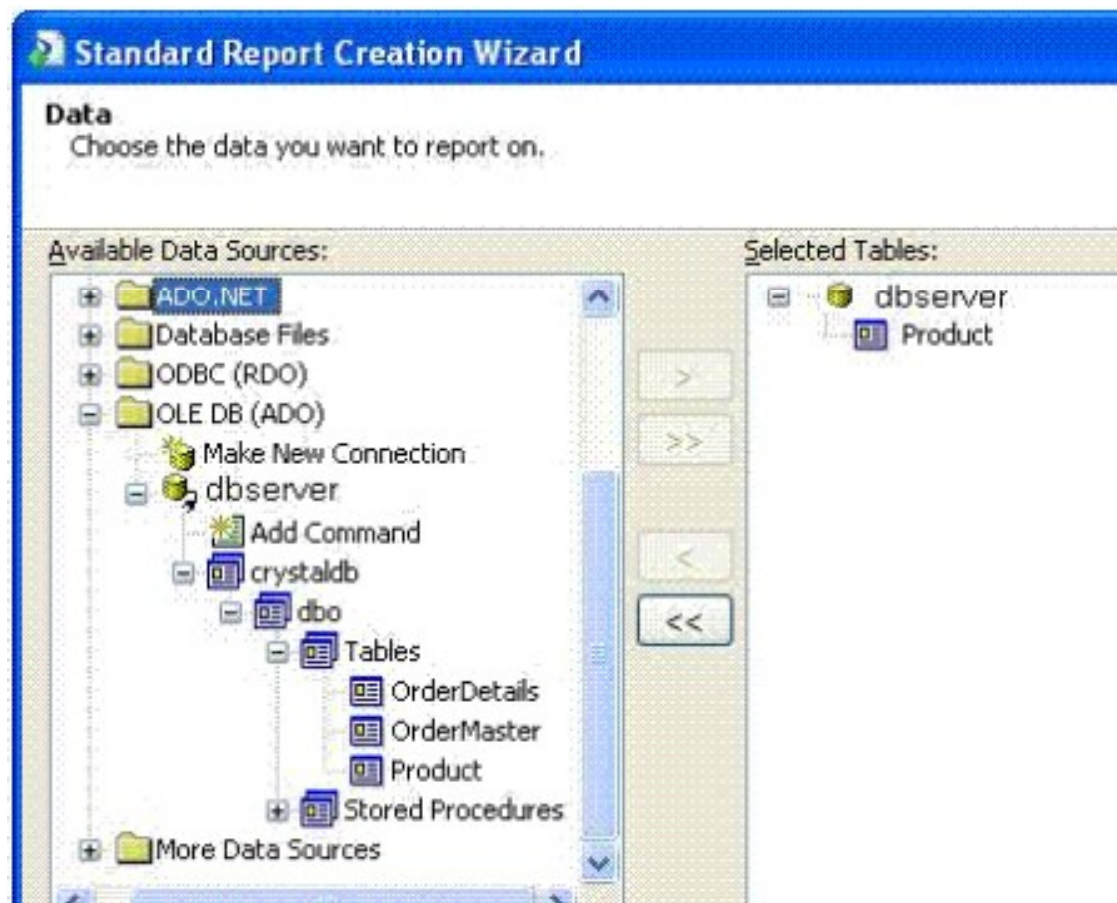 Standard Report Creation Wizard
Data
Choose the data you want to report on.
Available Data Sources:
ADO.NET
Database Files
ODBC (RDO)
OLE DB (ADO)
Make New Connection
dbserver
Add Command
crystaldb
dbo
Tables
OrderDetails
OrderMaster
Product
Stored Procedures
More Data Sources
>
>>
<
<<
Selected Tables:
dbserver
Product